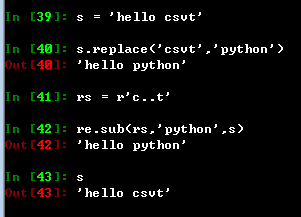 In [39]: s = 'hello csvt'
In [40]: s.replace('csvt','python')
Out[40]: 'hello python'
In [41]: rs = r'c..t'
In [42]: re.sub(rs,'python',s)
Out[42]: 'hello python'
In [43]: s
Out[43]: 'hello csvt'